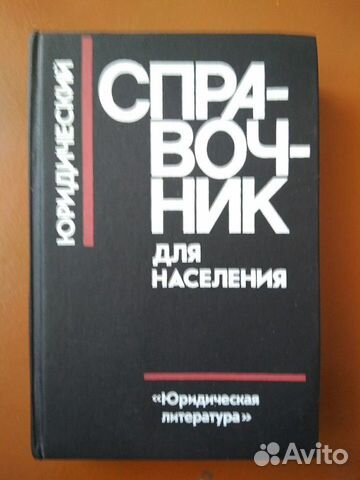 ЮРИДИЧЕСКИЙ
СПРА-
ВОЧ-
НИК
ДЛЯ
НАСЕЛЕНИЯ
«Юридическая
литература»
Avito